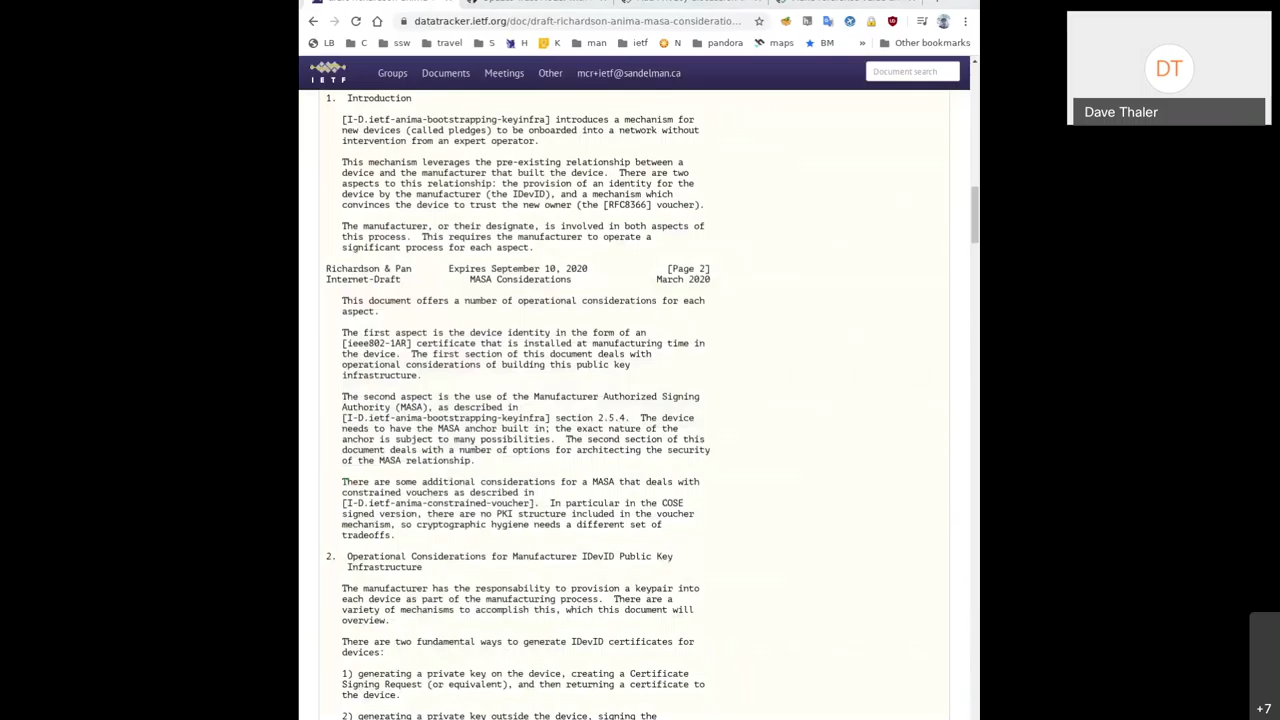 datatracker.ietf.org/doc/draft-richardson-anima-masa-consideratio...
LB C ssw travel S H K man ietf N pandora maps BM » Other bookmarks
IETF Groups Documents Meetings Other mcr+ietf@sandelman.ca Document search
1. Introduction
[I-D.ietf-anima-bootstrapping-keyinfra] introduces a mechanism for
new devices (called pledges) to be onboarded into a network without
intervention from an expert operator.
This mechanism leverages the pre-existing relationship between a
device and the manufacturer that built the device. There are two
aspects to this relationship: the provision of an identity for the
device by the manufacturer (the IDevID), and a mechanism which
convinces the device to trust the new owner (the [RFC8366] voucher).
The manufacturer, or their designate, is involved in both aspects of
this process. This requires the manufacturer to operate a
significant process for each aspect.
Richardson & Pan Expires September 10, 2020 [Page 2]
Internet-Draft MASA Considerations March 2020
This document offers a number of operational considerations for each
aspect.
The first aspect is the device identity in the form of an
[ieee802-1AR] certificate that is installed at manufacturing time in
the device. The first section of this document deals with
operational considerations of building this public key
infrastructure.
The second aspect is the use of the Manufacturer Authorized Signing
Authority (MASA), as described in
[I-D.ietf-anima-bootstrapping-keyinfra] section 2.5.4. The device
needs to have the MASA anchor built in; the exact nature of the
anchor is subject to many possibilities. The second section of this
document deals with a number of options for architecting the security
of the MASA relationship.
There are some additional considerations for a MASA that deals with
constrained vouchers as described in
[I-D.ietf-anima-constrained-voucher]. In particular in the COSE
signed version, there are no PKI structure included in the voucher
mechanism, so cryptographic hygiene needs a different set of
tradeoffs.
2. Operational Considerations for Manufacturer IDevID Public Key
Infrastructure
The manufacturer has the responsability to provision a keypair into
each device as part of the manufacturing process. There are a
variety of mechanisms to accomplish this, which this document will
overview.
There are two fundamental ways to generate IDevID certificates for
devices:
1) generating a private key on the device, creating a Certificate
Signing Request (or equivalent), and then returning a certificate to
the device.
2) generating a private key outside the device, signing the
DT
Dave Thaler
+7